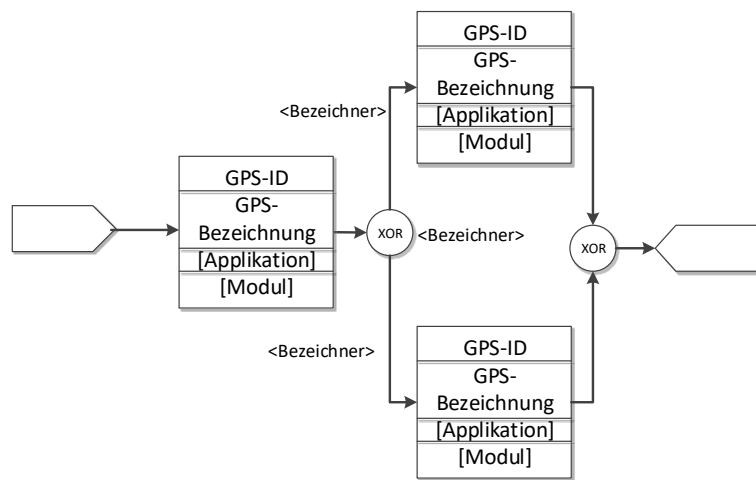 GPS-ID
GPS-
Bezeichnung
[Applikation]
[Modul]
<Bezeichner>
GPS-ID
GPS-
Bezeichnung
[Applikation]
[Modul]
XOR
<Bezeichner>
XOR
<Bezeichner>
GPS-ID
GPS-
Bezeichnung
[Applikation]
[Modul]